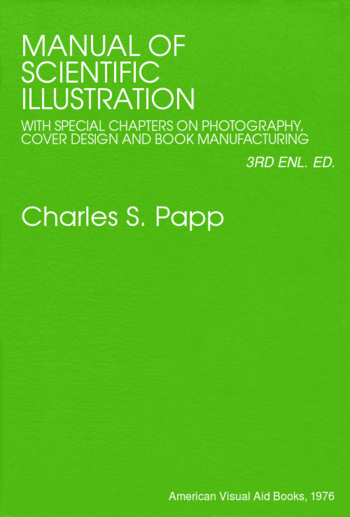 MANUAL OF
SCIENTIFIC
ILLUSTRATION
WITH SPECIAL CHAPTERS ON PHOTOGRAPHY,
COVER DESIGN AND BOOK MANUFACTURING
3RD ENL. ED.
Charles S. Papp
American Visual Aid Books, 1976